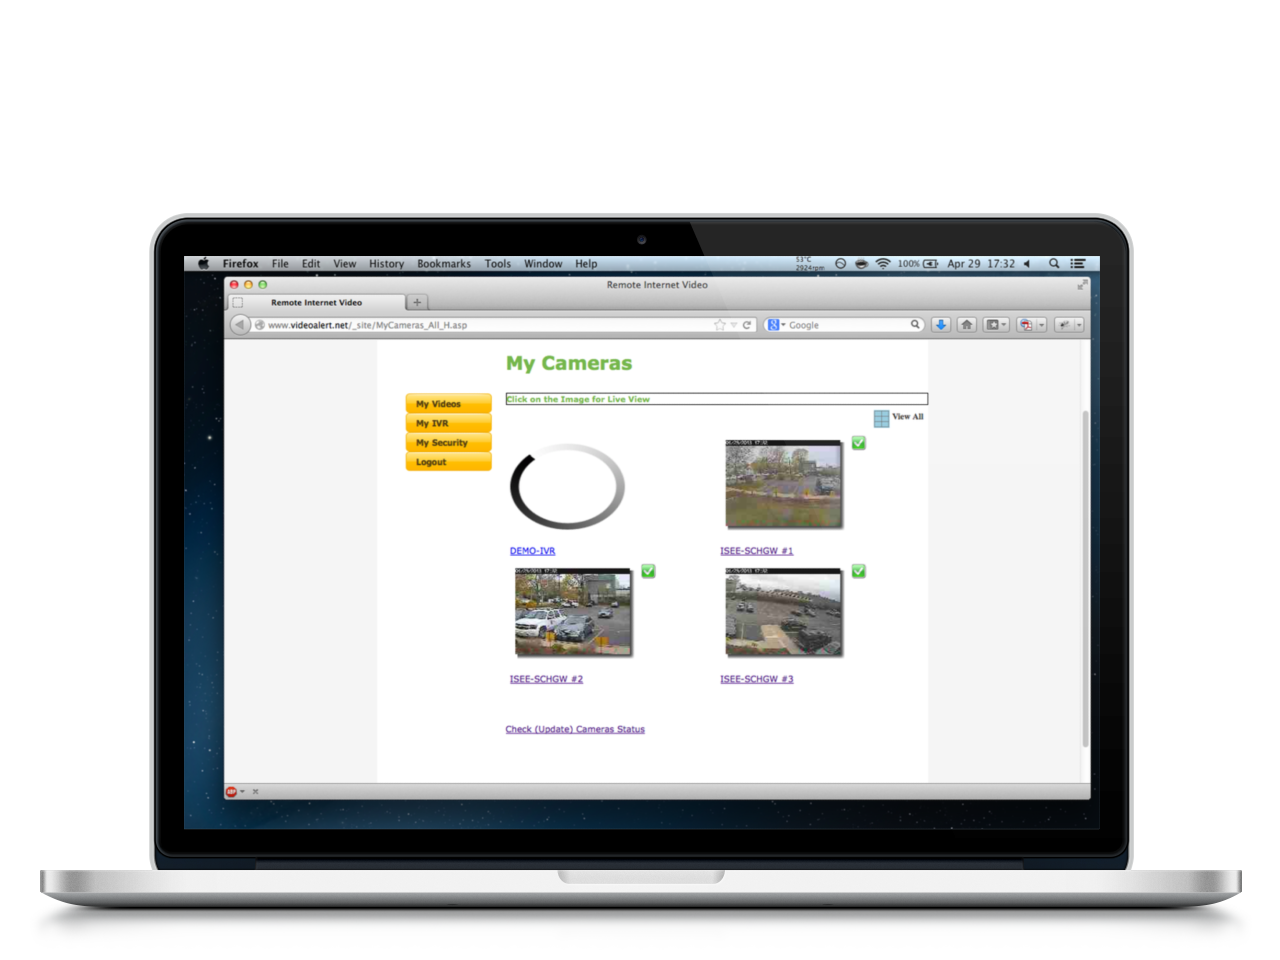 53°C
2924rpm
Firefox File Edit View History Bookmarks Tools Window Help 100% Apr 29 17:32
Remote Internet Video
Remote Internet Video
www.videoalert.net/_site/MyCameras_All_H.asp Google
My Cameras
Click on the Image for Live View
View All
My Videos
My IVR
My Security
Logout
DEMO-IVR
ISEE-SCHGW #1
ISEE-SCHGW #2
ISEE-SCHGW #3
Check (Update) Cameras Status
ABP